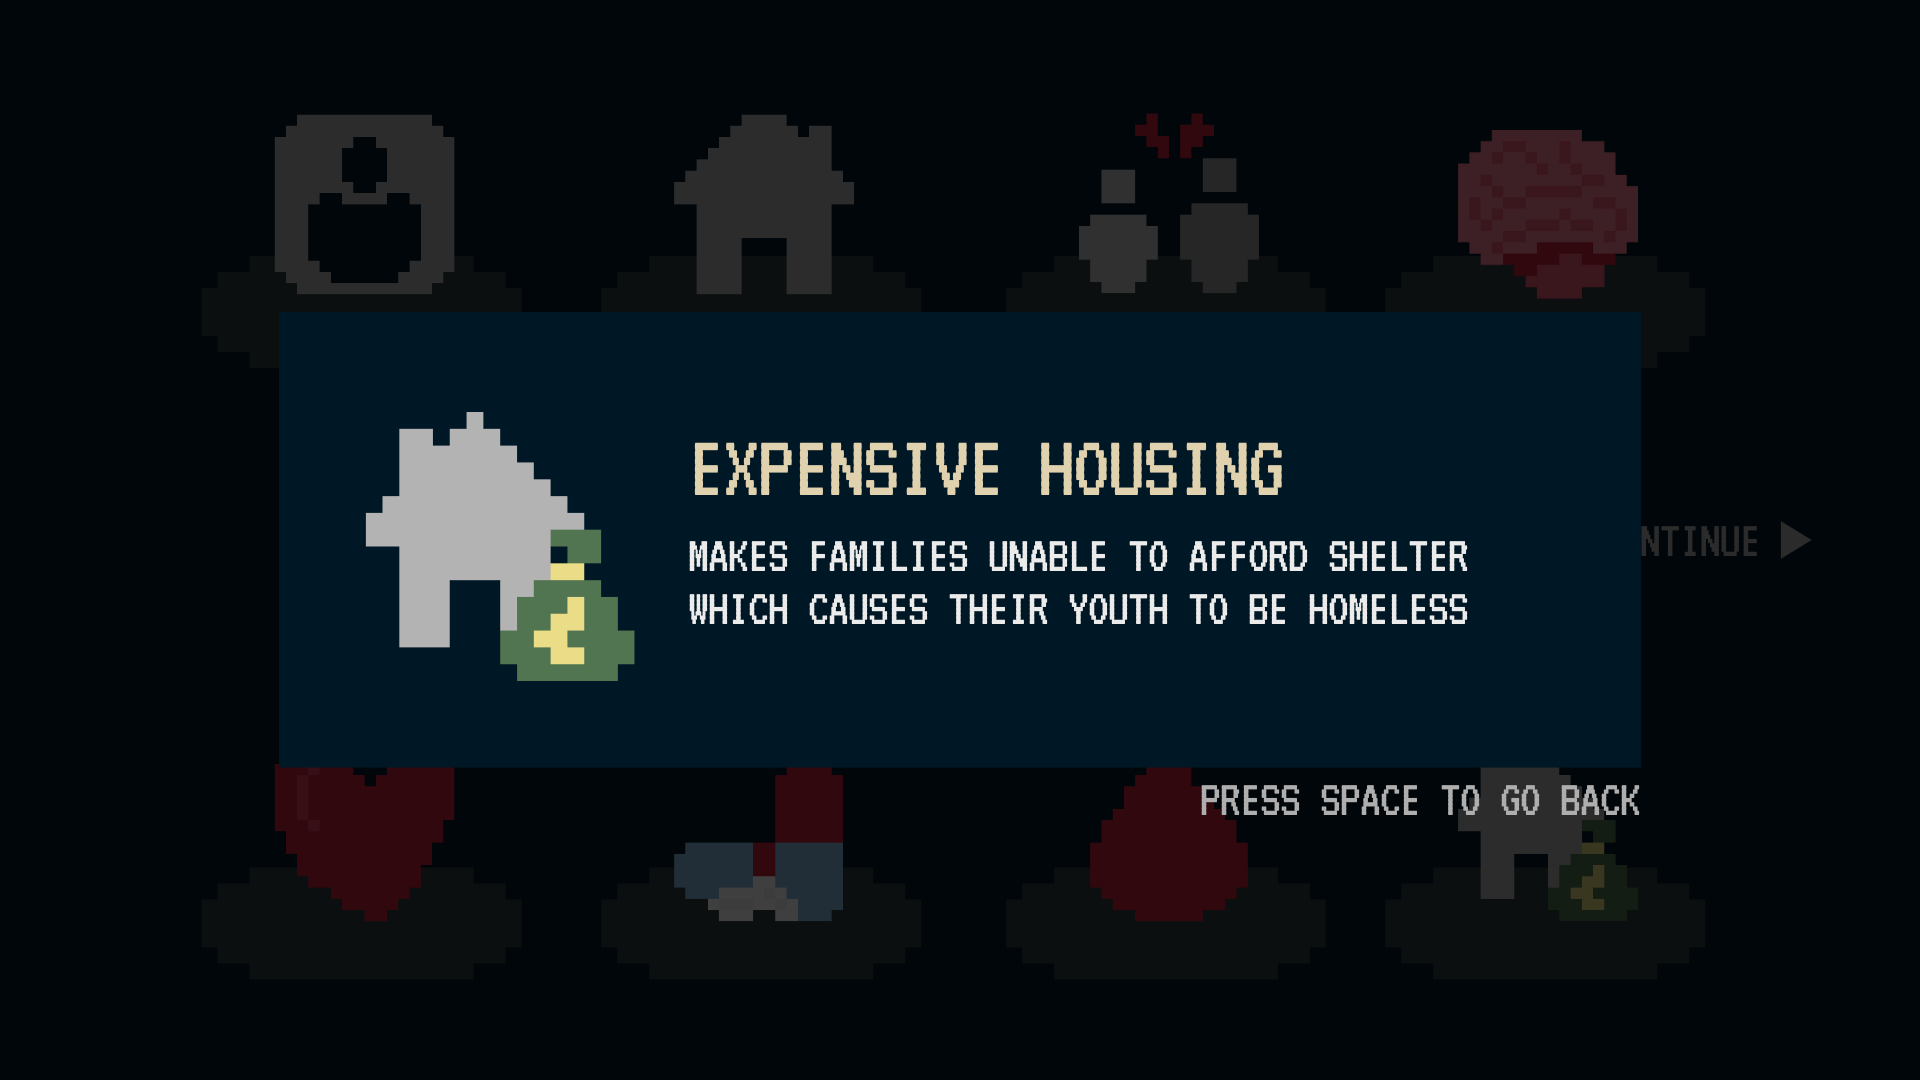 EXPENSIVE HOUSING
MAKES FAMILIES UNABLE TO AFFORD SHELTER
WHICH CAUSES THEIR YOUTH TO BE HOMELESS
NTINUE
PRESS SPACE TO GO BACK